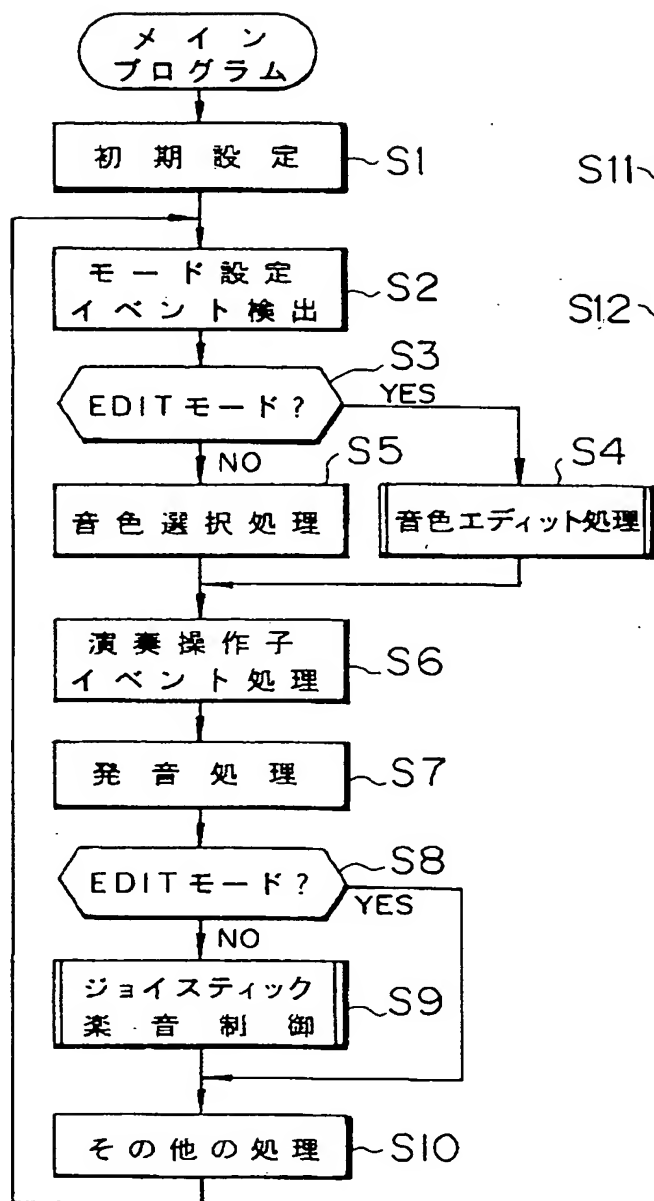 メイン
プログラム
初期設定
S1
S11
モード設定
イベント検出
S2
S12
S3
EDITモード?
YES
NO
S5
S4
音色選択処理
音色エディット処理
演奏操作子
イベント処理
S6
発音処理
S7
S8
EDITモード?
YES
NO
ジョイスティック
楽音制御
S9
その他の処理
S10